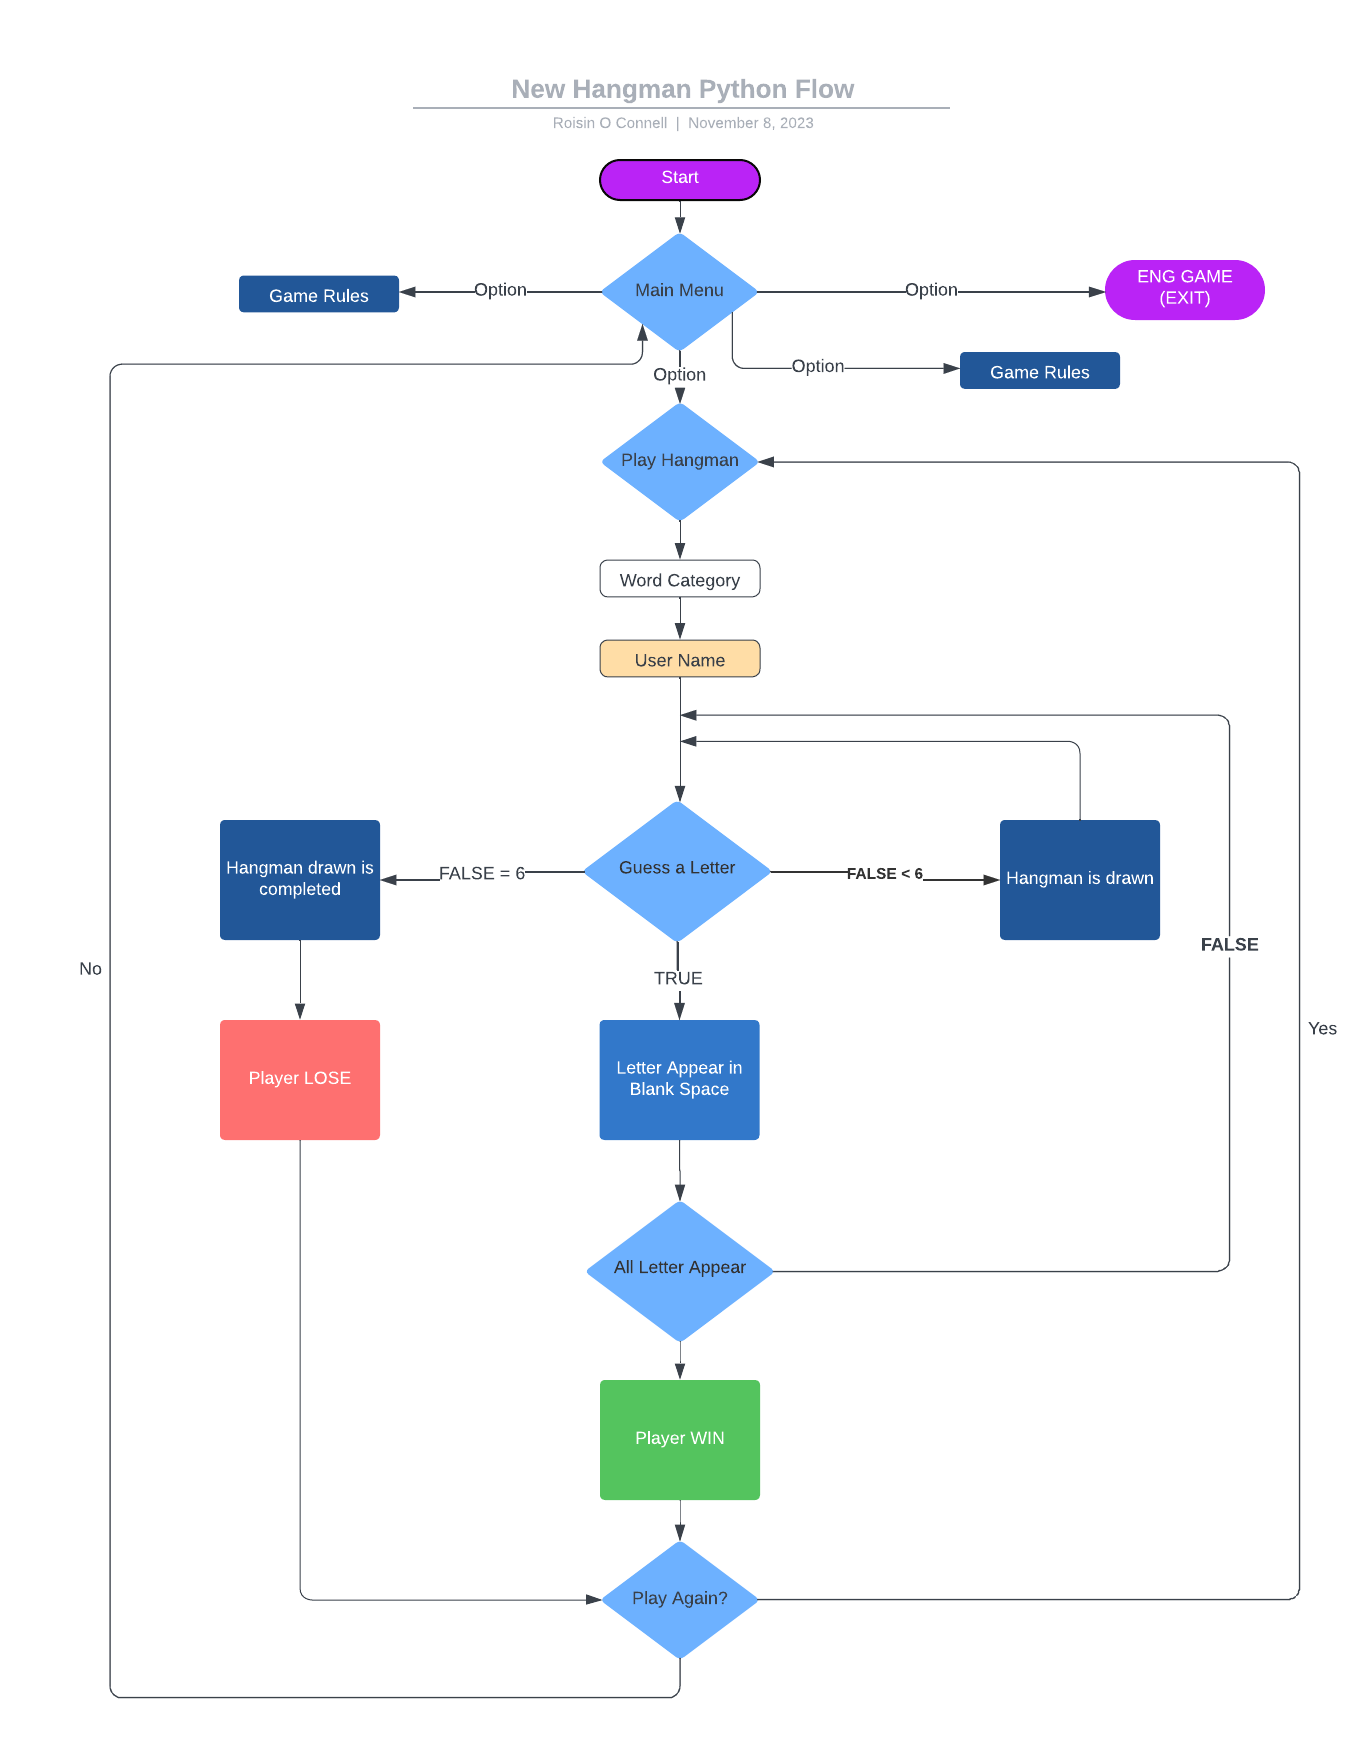 New Hangman Python Flow
Roisin O Connell | November 8, 2023
Start
Main Menu
Option
Game Rules
Option
ENG GAME
(EXIT)
Option
Game Rules
Option
Play Hangman
Word Category
User Name
Guess a Letter
FALSE = 6
Hangman drawn is
completed
FALSE < 6
Hangman is drawn
FALSE
No
TRUE
Yes
Player LOSE
Letter Appear in
Blank Space
All Letter Appear
Player WIN
Play Again?